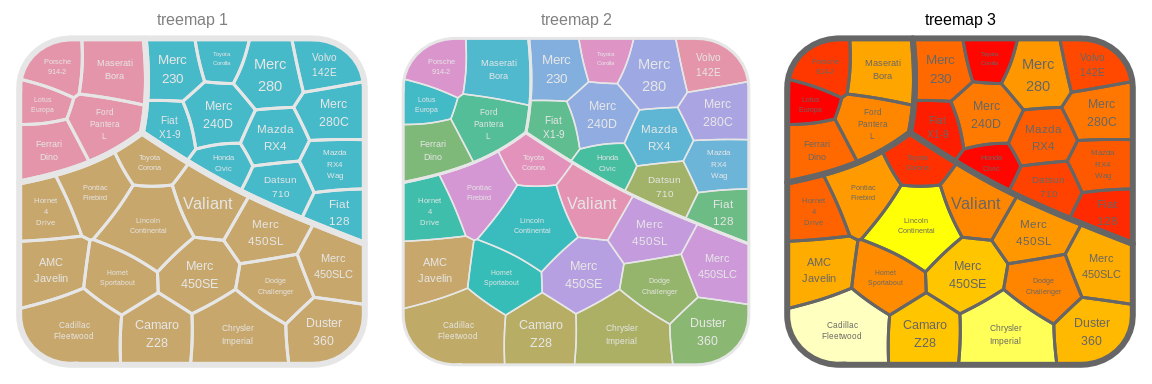 treemap 1
Porsche
914-2
Maserati
Bora
Merc
230
Toyota
Corolla
Merc
280
Volvo
142E
Lotus
Europa
Ford
Pantera
L
Fiat
X1-9
Merc
240D
Mazda
RX4
Merc
280C
Ferrari
Dino
Toyota
Corona
Honda
Civic
Datsun
710
Mazda
RX4
Wag
Hornet
4
Drive
Pontiac
Firebird
Lincoln
Continental
Valiant
Merc
450SL
Fiat
128
AMC
Javelin
Hornet
Sportabout
Merc
450SE
Dodge
Challenger
Merc
450SLC
Cadillac
Fleetwood
Camaro
Z28
Chrysler
Imperial
Duster
360
treemap 2
Porsche
914-2
Maserati
Bora
Merc
230
Toyota
Corolla
Merc
280
Volvo
142E
Lotus
Europa
Ford
Pantera
L
Fiat
X1-9
Merc
240D
Mazda
RX4
Merc
280C
Ferrari
Dino
Toyota
Corona
Honda
Civic
Datsun
710
Mazda
RX4
Wag
Hornet
4
Drive
Pontiac
Firebird
Lincoln
Continental
Valiant
Merc
450SL
Fiat
128
AMC
Javelin
Hornet
Sportabout
Merc
450SE
Dodge
Challenger
Merc
450SLC
Cadillac
Fleetwood
Camaro
Z28
Chrysler
Imperial
Duster
360
treemap 3
Maserati
Bora
Merc
230
Merc
280
Volvo
142E
Lotus
Europa
Ford
Pantera
L
Fiat
X1-9
Merc
240D
Mazda
RX4
Merc
280C
Ferrari
Dino
Honda
Civic
Datsun
710
Mazda
RX4
Wag
Hornet
4
Drive
Pontiac
Firebird
Lincoln
Continental
Valiant
Merc
450SL
Fiat
128
AMC
Javelin
Hornet
Sportabout
Merc
450SE
Dodge
Challenger
Merc
450SLC
Cadillac
Fleetwood
Camaro
Z28
Chrysler
Imperial
Duster
360